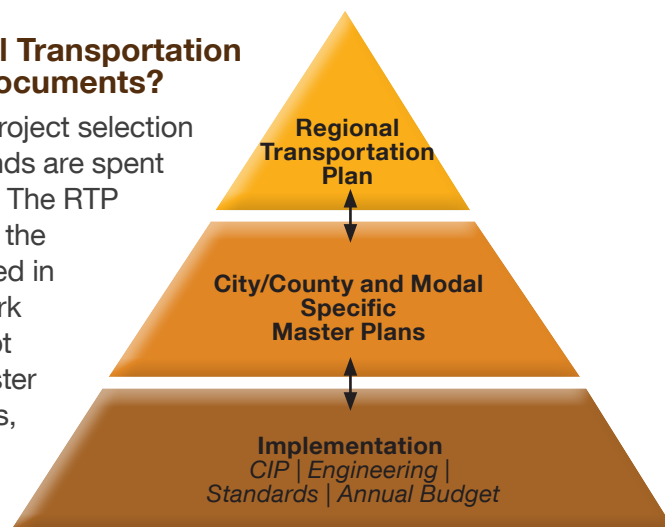 l Transportation
ocuments?
roject selection
nds are spent
The RTP
the
ed in
rk
ot
ster
s,
Regional
Transportation
Plan
City/County and Modal
Specific
Master Plans
Implementation
CIP | Engineering |
Standards | Annual Budget